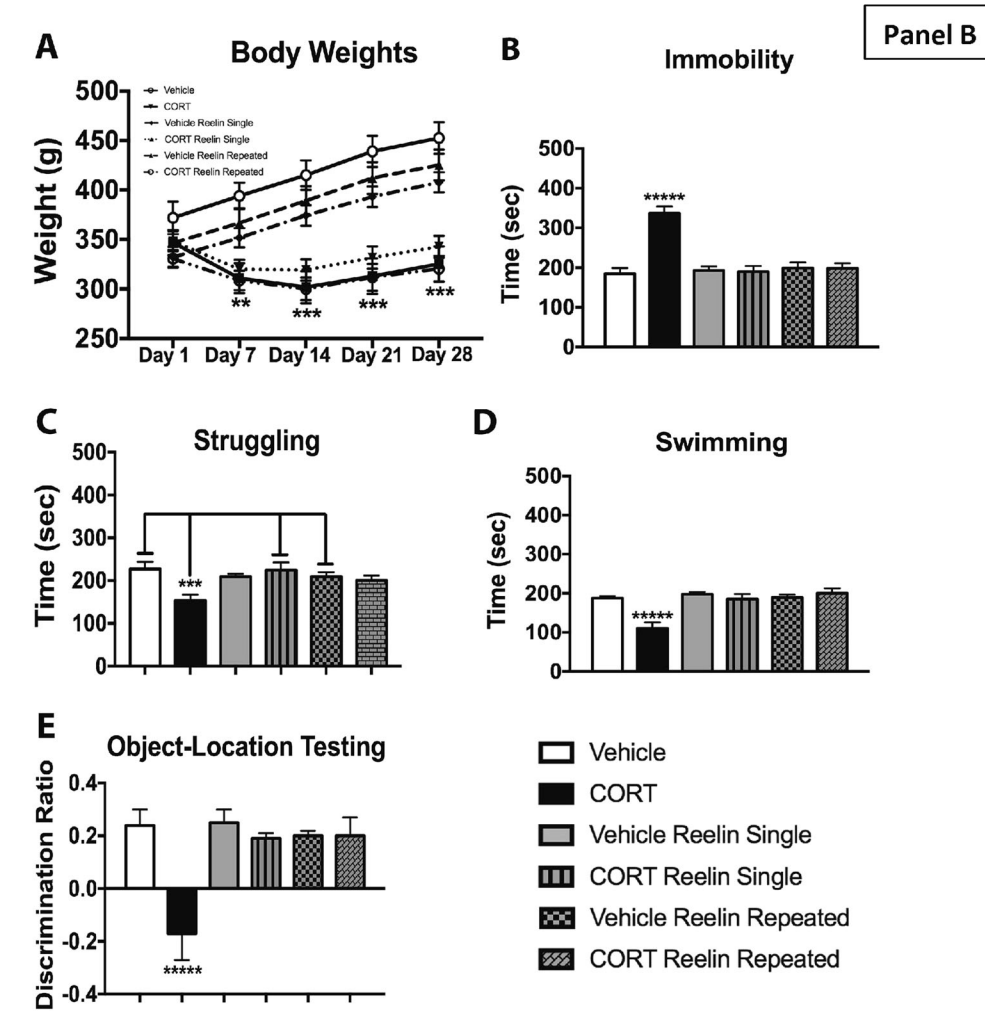 Panel B
A
Body Weights
500
450
400
350
300
250
Weight (g)
Vehicle
CORT
Vehicle Reelin Single
CORT Reelin Single
Vehicle Reelin Repeated
CORT Reelin Repeated
**
***
***
***
Day 1 Day 7 Day 14 Day 21 Day 28
B
Immobility
500
400
300
200
100
0
Time (sec)
*****
C
Struggling
500
400
300
200
100
0
Time (sec)
***
D
Swimming
500
400
300
200
100
0
Time (sec)
*****
E
Object-Location Testing
0.4
0.2
0.0
-0.2
-0.4
Discrimination Ratio
*****
Vehicle
CORT
Vehicle Reelin Single
CORT Reelin Single
Vehicle Reelin Repeated
CORT Reelin Repeated